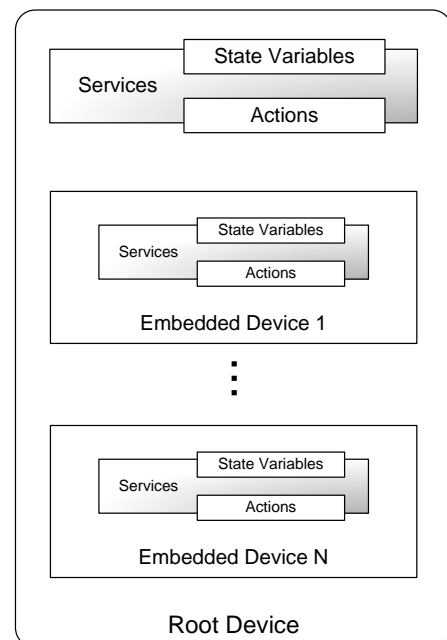 State Variables
Services
Actions
State Variables
Services
Actions
Embedded Device 1
State Variables
Services
Actions
Embedded Device N
Root Device